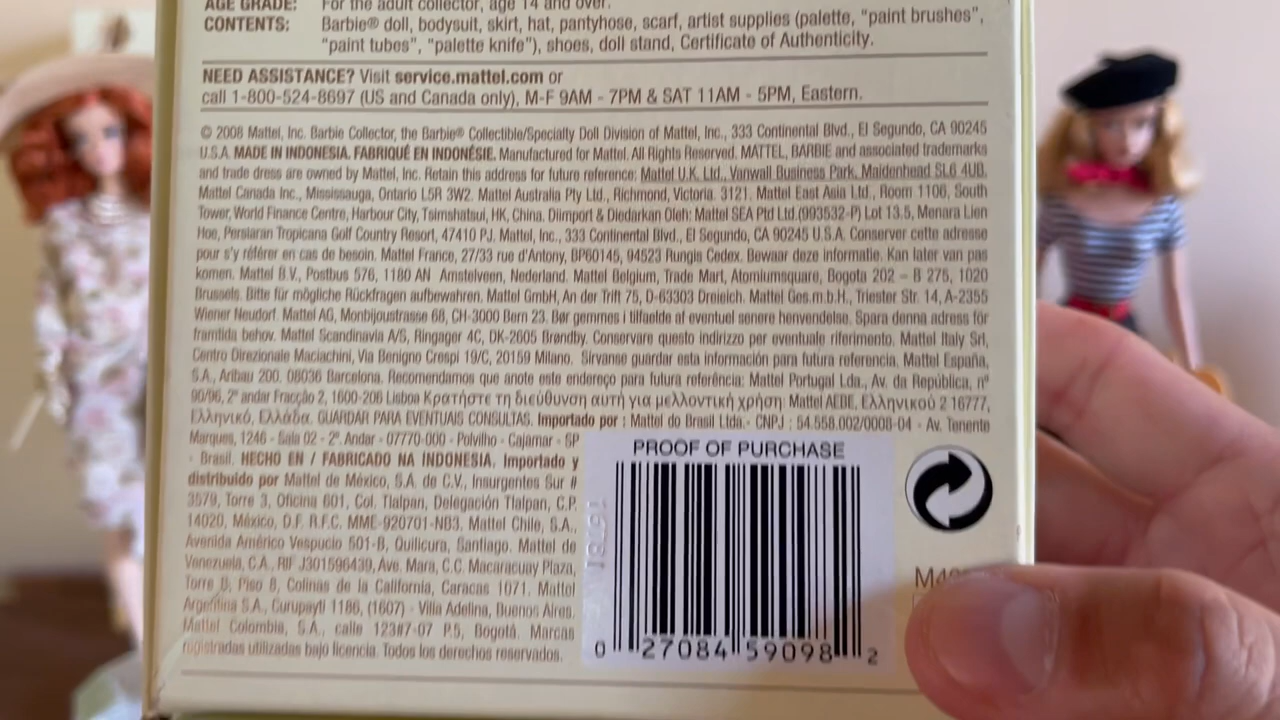 AGE GRADE: For the adult collector, age 14 and over.
CONTENTS: Barbie® doll, bodysuit, skirt, hat, pantyhose, scarf, artist supplies (palette, "paint brushes",
"paint tubes", "palette knife"), shoes, doll stand, Certificate of Authenticity.
NEED ASSISTANCE? Visit service.mattel.com or
call 1-800-524-8697 (US and Canada only), M-F 9AM - 7PM & SAT 11AM - 5PM, Eastern.
© 2008 Mattel, Inc. Barbie Collector, the Barbie® Collectible/Specialty Doll Division of Mattel, Inc., 333 Continental Blvd., El Segundo, CA 90245
U.S.A. MADE IN INDONESIA. FABRIQUÉ EN INDONÉSIE. Manufactured for Mattel. All Rights Reserved. MATTEL, BARBIE and associated trademarks
and trade dress are owned by Mattel, Inc. Retain this address for future reference: Mattel U.K. Ltd., Vanwall Business Park, Maidenhead SL6 4UB.
Mattel Canada Inc., Mississauga, Ontario L5R 3W2. Mattel Australia Pty Ltd., Richmond, Victoria. 3121. Mattel East Asia Ltd., Room 1106, South
Tower, World Finance Centre, Harbour City, Tsimshatsui, HK, China. Diimport & Diedarkan Oleh: Mattel SEA Ptd Ltd.(993532-P) Lot 13.5, Menara Lien
Hoe, Persiaran Tropicana Golf Country Resort, 47410 PJ. Mattel, Inc., 333 Continental Blvd., El Segundo, CA 90245 U.S.A. Conserver cette adresse
pour s'y référer en cas de besoin. Mattel France, 27/33 rue d'Antony, BP60145, 94523 Rungis Cedex. Bewaar deze informatie. Kan later van pas
komen. Mattel B.V., Postbus 576, 1180 AN Amstelveen, Nederland. Mattel Belgium, Trade Mart, Atomiumsquare, Bogota 202 – B 275, 1020
Brussels. Bitte für mögliche Rückfragen aufbewahren. Mattel GmbH, An der Trift 75, D-63303 Dreieich. Mattel Ges.m.b.H., Triester Str. 14, A-2355
Wiener Neudorf. Mattel AG, Monbijoustrasse 68, CH-3000 Bern 23. Bør gemmes i tilfælde af eventuel senere henvendelse. Spara denna adress för
framtida behov. Mattel Scandinavia A/S, Ringager 4C, DK-2605 Brøndby. Conservare questo indirizzo per eventuale riferimento. Mattel Italy Srl,
Centro Direzionale Maciachini, Via Benigno Crespi 19/C, 20159 Milano. Sirvanse guardar esta información para futura referencia, Mattel España,
S.A., Aribau 200. 08036 Barcelona. Recomendamos que anote este endereço para futura referência: Mattel Portugal Lda., Av. da República, nº
90/96, 2º andar Fracção 2, 1600-206 Lisboa Κρατήστε τη διεύθυνση αυτή για μελλοντική χρήση: Mattel AEBE, Ελληνικού 2 16777,
Ελληνικό, Ελλάδα. GUARDAR PARA EVENTUAIS CONSULTAS. Importado por : Mattel do Brasil Ltda.- CNPJ : 54.558.002/0008-04 - Av. Tenente
Marques, 1246 - Sala 02 - 2º. Andar - 07770-000 - Polvilho - Cajamar - SP
- Brasil. HECHO EN / FABRICADO NA INDONESIA. Importado y
distribuido por Mattel de México, S.A. de C.V., Insurgentes Sur #
3579, Torre 3, Oficina 601, Col. Tlalpan, Delegación Tlalpan, C.P.
14020, México, D.F. R.F.C. MME-920701-NB3. Mattel Chile, S.A.,
Avenida Américo Vespucio 501-B, Quilicura, Santiago. Mattel de
Venezuela, C.A., RIF J301596439, Ave. Mara, C.C. Macaracuay Plaza,
Torre B, Piso 8, Colinas de la California, Caracas 1071. Mattel
Argentina S.A., Curupaytí 1186, (1607) - Villa Adelina, Buenos Aires.
Mattel Colombia, S.A., calle 123#7-07 P.5, Bogotá. Marcas
registradas utilizadas bajo licencia. Todos los derechos reservados.
PROOF OF PURCHASE
0 27084 59098 2